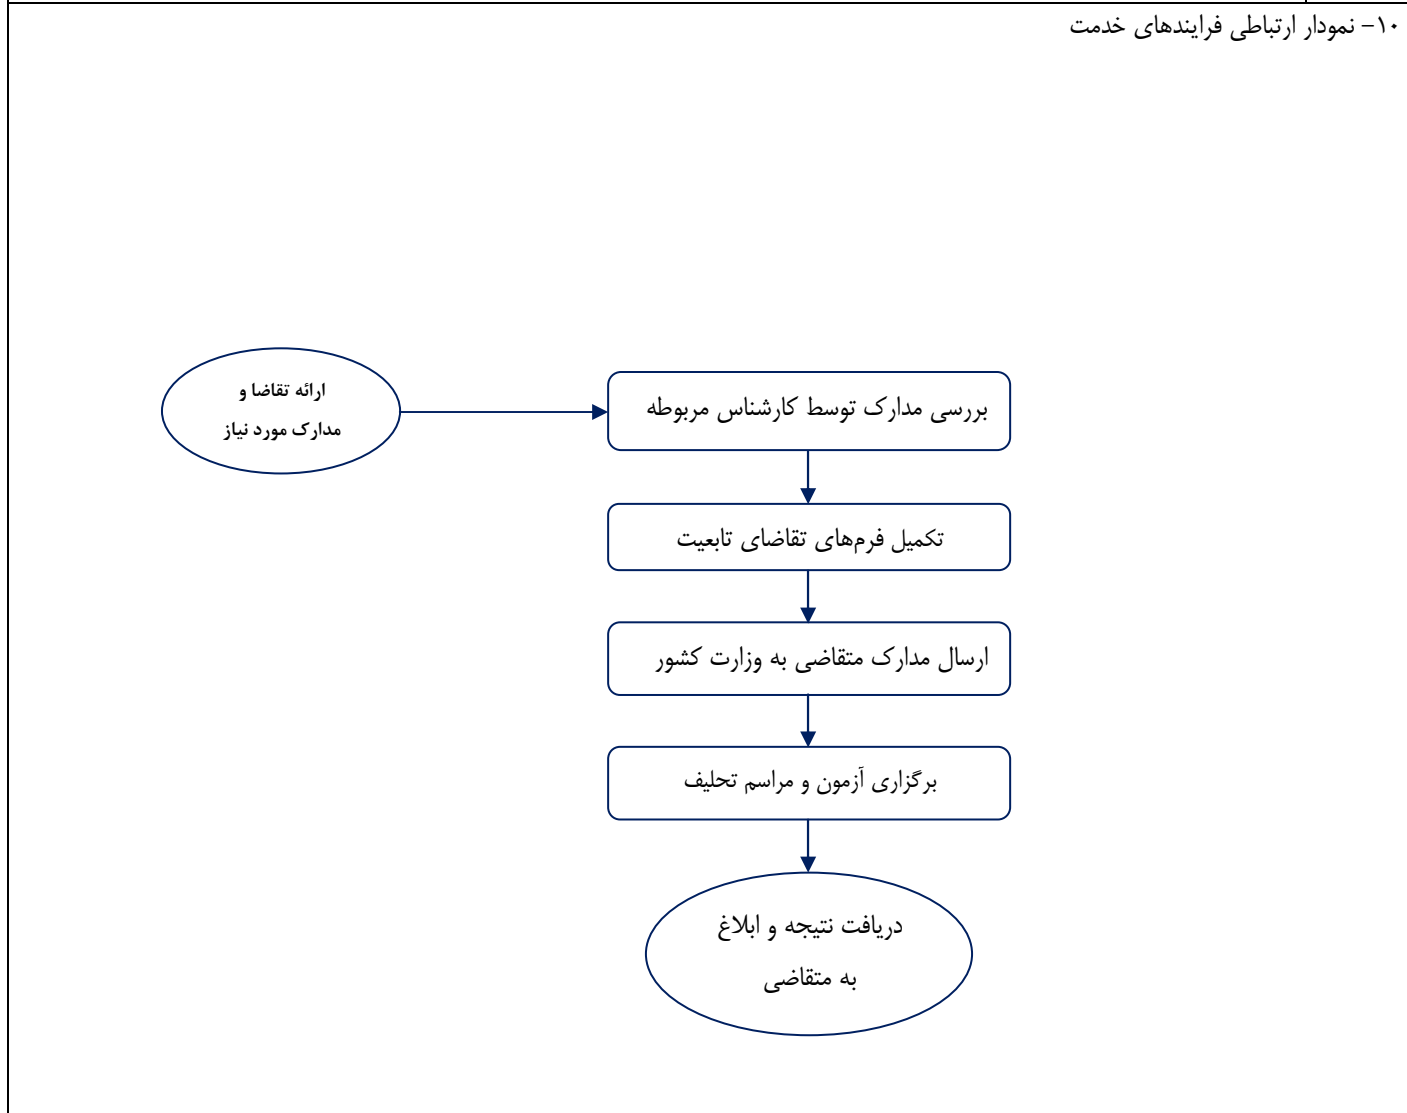 ۱۰- نمودار ارتباطی فرایندهای خدمت
ارائه تقاضا و
مدارک مورد نیاز
بررسی مدارک توسط کارشناس مربوطه
تکمیل فرم‌های تقاضای تابعیت
ارسال مدارک متقاضی به وزارت کشور
برگزاری آزمون و مراسم تحلیف
دریافت نتیجه و ابلاغ
به متقاضی